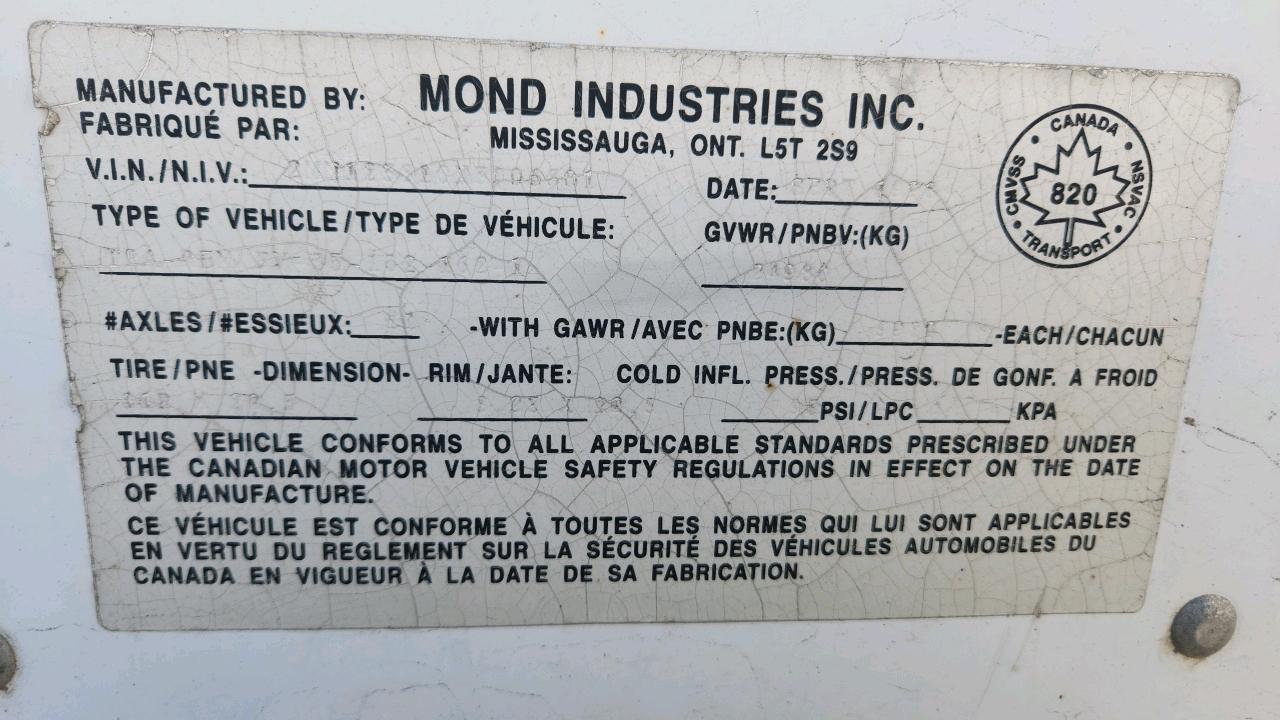 MANUFACTURED BY: MOND INDUSTRIES INC.
FABRIQUÉ PAR: MISSISSAUGA, ONT. L5T 2S9
V.I.N./N.I.V.: DATE:
TYPE OF VEHICLE/TYPE DE VÉHICULE: GVWR/PNBV:(KG)
#AXLES/#ESSIEUX: -WITH GAWR/AVEC PNBE:(KG) -EACH/CHACUN
TIRE/PNE -DIMENSION- RIM/JANTE: COLD INFL. PRESS./PRESS. DE GONF. A FROID
PSI/LPC KPA
THIS VEHICLE CONFORMS TO ALL APPLICABLE STANDARDS PRESCRIBED UNDER
THE CANADIAN MOTOR VEHICLE SAFETY REGULATIONS IN EFFECT ON THE DATE
OF MANUFACTURE.
CE VÉHICULE EST CONFORME À TOUTES LES NORMES QUI LUI SONT APPLICABLES
EN VERTU DU REGLEMENT SUR LA SÉCURITÉ DES VÉHICULES AUTOMOBILES DU
CANADA EN VIGUEUR À LA DATE DE SA FABRICATION.
CANADA
CMVSS 820 NSVAC
TRANSPORT